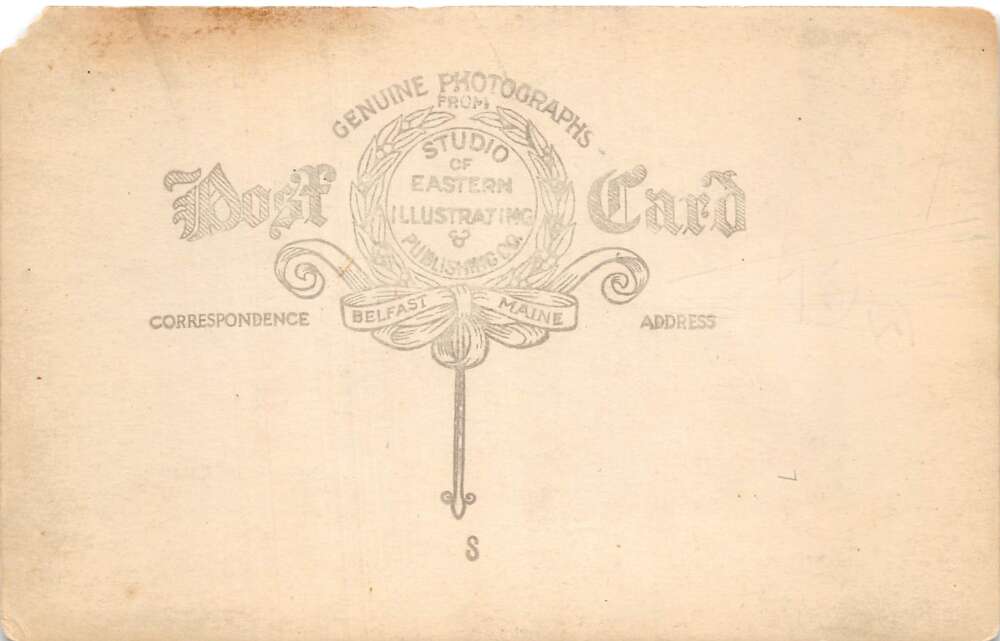 GENUINE PHOTOGRAPHS
FROM
STUDIO
OF
EASTERN
ILLUSTRATING
&
PUBLISHING CO.
Post Card
BELFAST MAINE
CORRESPONDENCE
ADDRESS
S